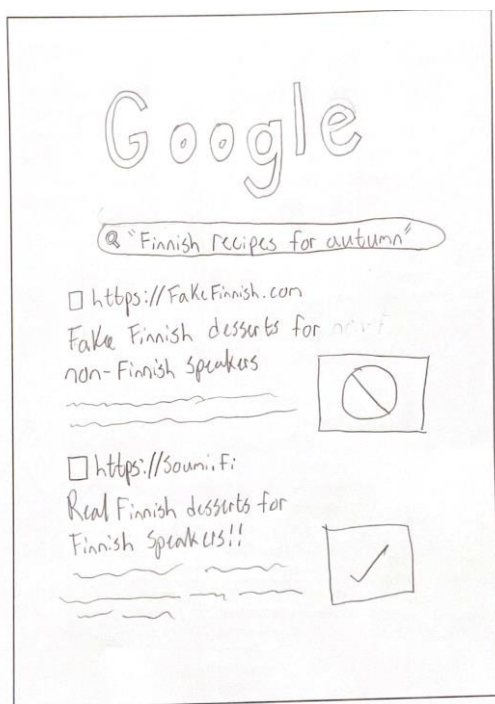 Google
"Finnish recipes for autumn"
https://FakeFinnish.com
Fake Finnish desserts for
non-Finnish speakers
https://soumi.fi
Real Finnish desserts for
Finnish speakers!!